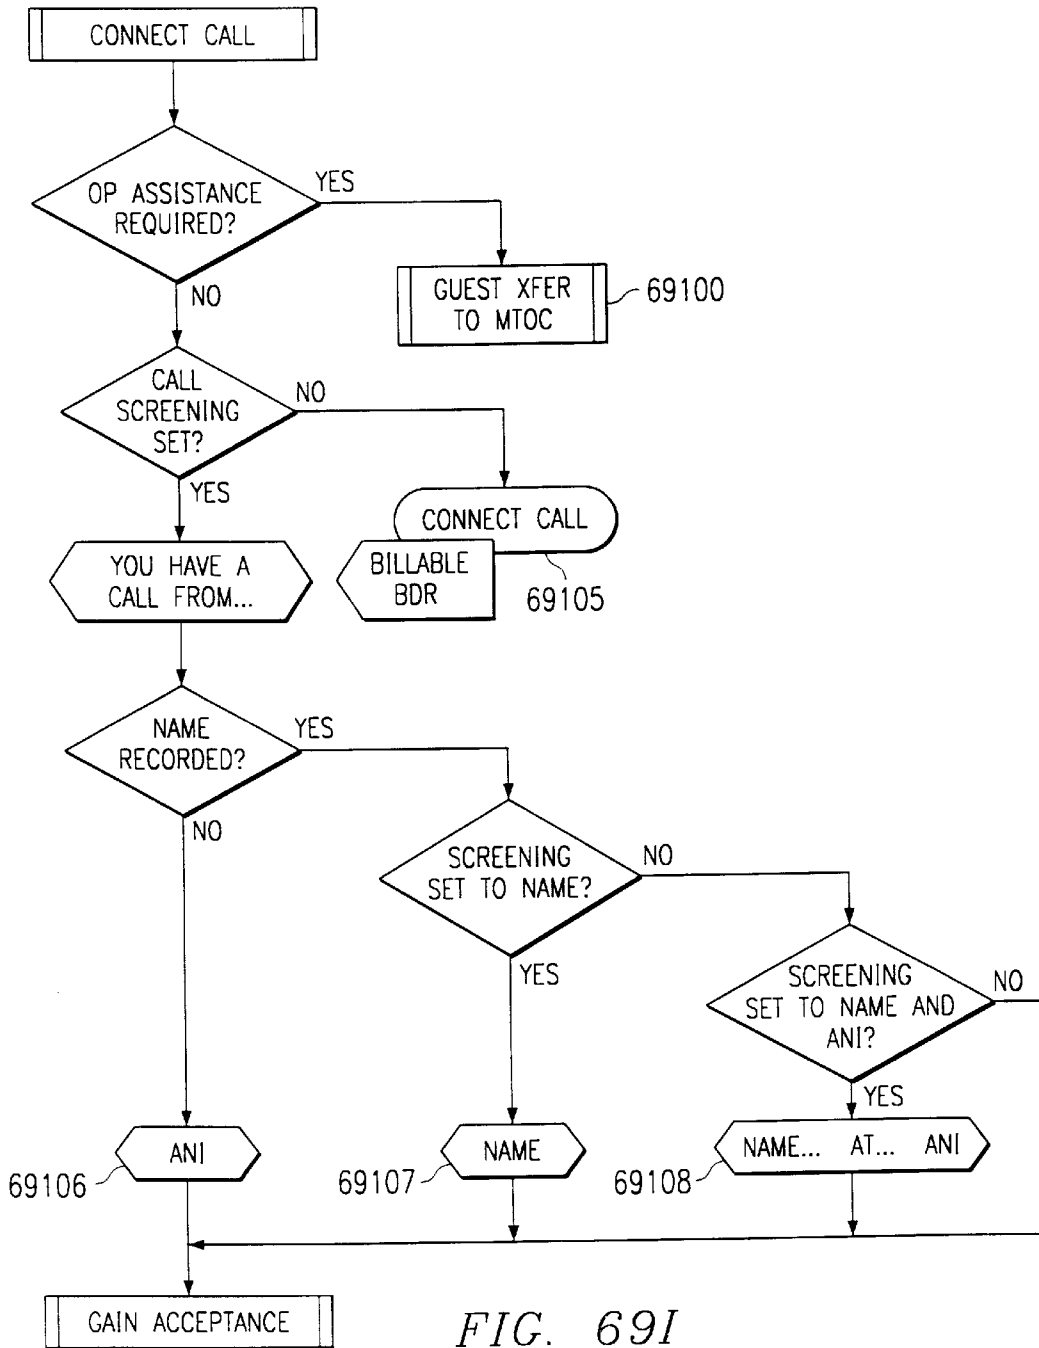 CONNECT CALL
OP ASSISTANCE
REQUIRED?
YES
NO
GUEST XFER
TO MTOC
69100
CALL
SCREENING
SET?
NO
YES
CONNECT CALL
BILLABLE
BDR
69105
YOU HAVE A
CALL FROM...
NAME
RECORDED?
YES
NO
SCREENING
SET TO NAME?
NO
YES
SCREENING
SET TO NAME AND
ANI?
NO
YES
ANI
69106
NAME
69107
NAME... AT... ANI
69108
GAIN ACCEPTANCE
FIG. 69I